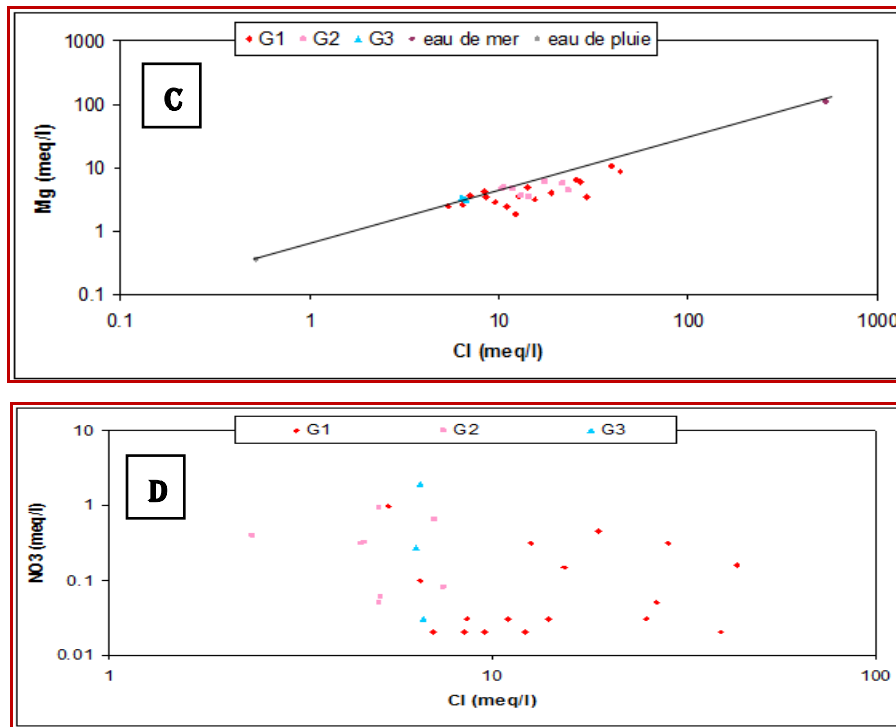 G1 G2 G3 eau de mer eau de pluie
C
Mg (meq/l)
1000
100
10
1
0.1
0.1 1 10 100 1000
Cl (meq/l)
G1 G2 G3
D
NO3 (meq/l)
10
1
0.1
0.01
1 10 100
Cl (meq/l)